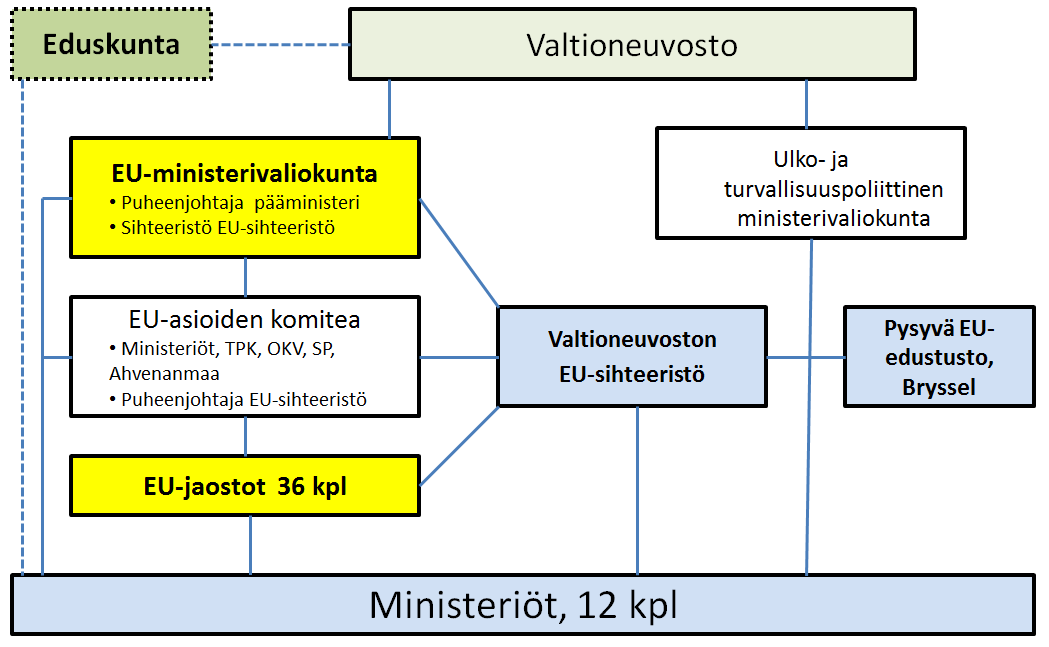 Eduskunta
Valtioneuvosto
EU-ministerivaliokunta
• Puheenjohtaja pääministeri
• Sihteeristö EU-sihteeristö
Ulko- ja
turvallisuuspoliittinen
ministerivaliokunta
EU-asioiden komitea
• Ministeriöt, TPK, OKV, SP,
Ahvenanmaa
• Puheenjohtaja EU-sihteeristö
Valtioneuvoston
EU-sihteeristö
Pysyvä EU-
edustusto,
Bryssel
EU-jaostot 36 kpl
Ministeriöt, 12 kpl